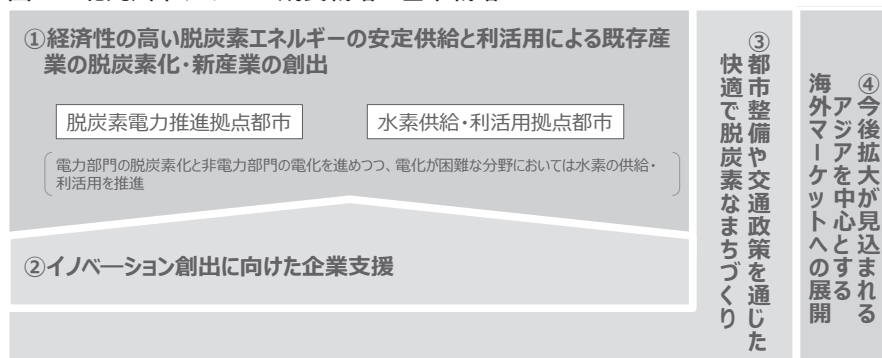 ①経済性の高い脱炭素エネルギーの安定供給と利活用による既存産
業の脱炭素化・新産業の創出
脱炭素電力推進拠点都市
水素供給・利活用拠点都市
電力部門の脱炭素化と非電力部門の電化を進めつつ、電化が困難な分野においては水素の供給・
利活用を推進
②イノベーション創出に向けた企業支援
③都市整備や交通政策を通じた
快適で脱炭素なまちづくり
④今後拡大が見込まれる
アジアを中心とする
海外マーケットへの展開